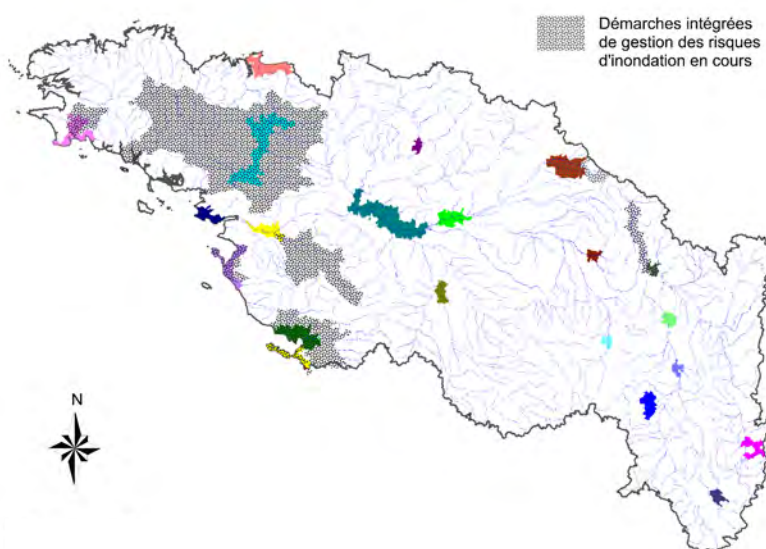 Démarches intégrées
de gestion des risques
d'inondation en cours
N